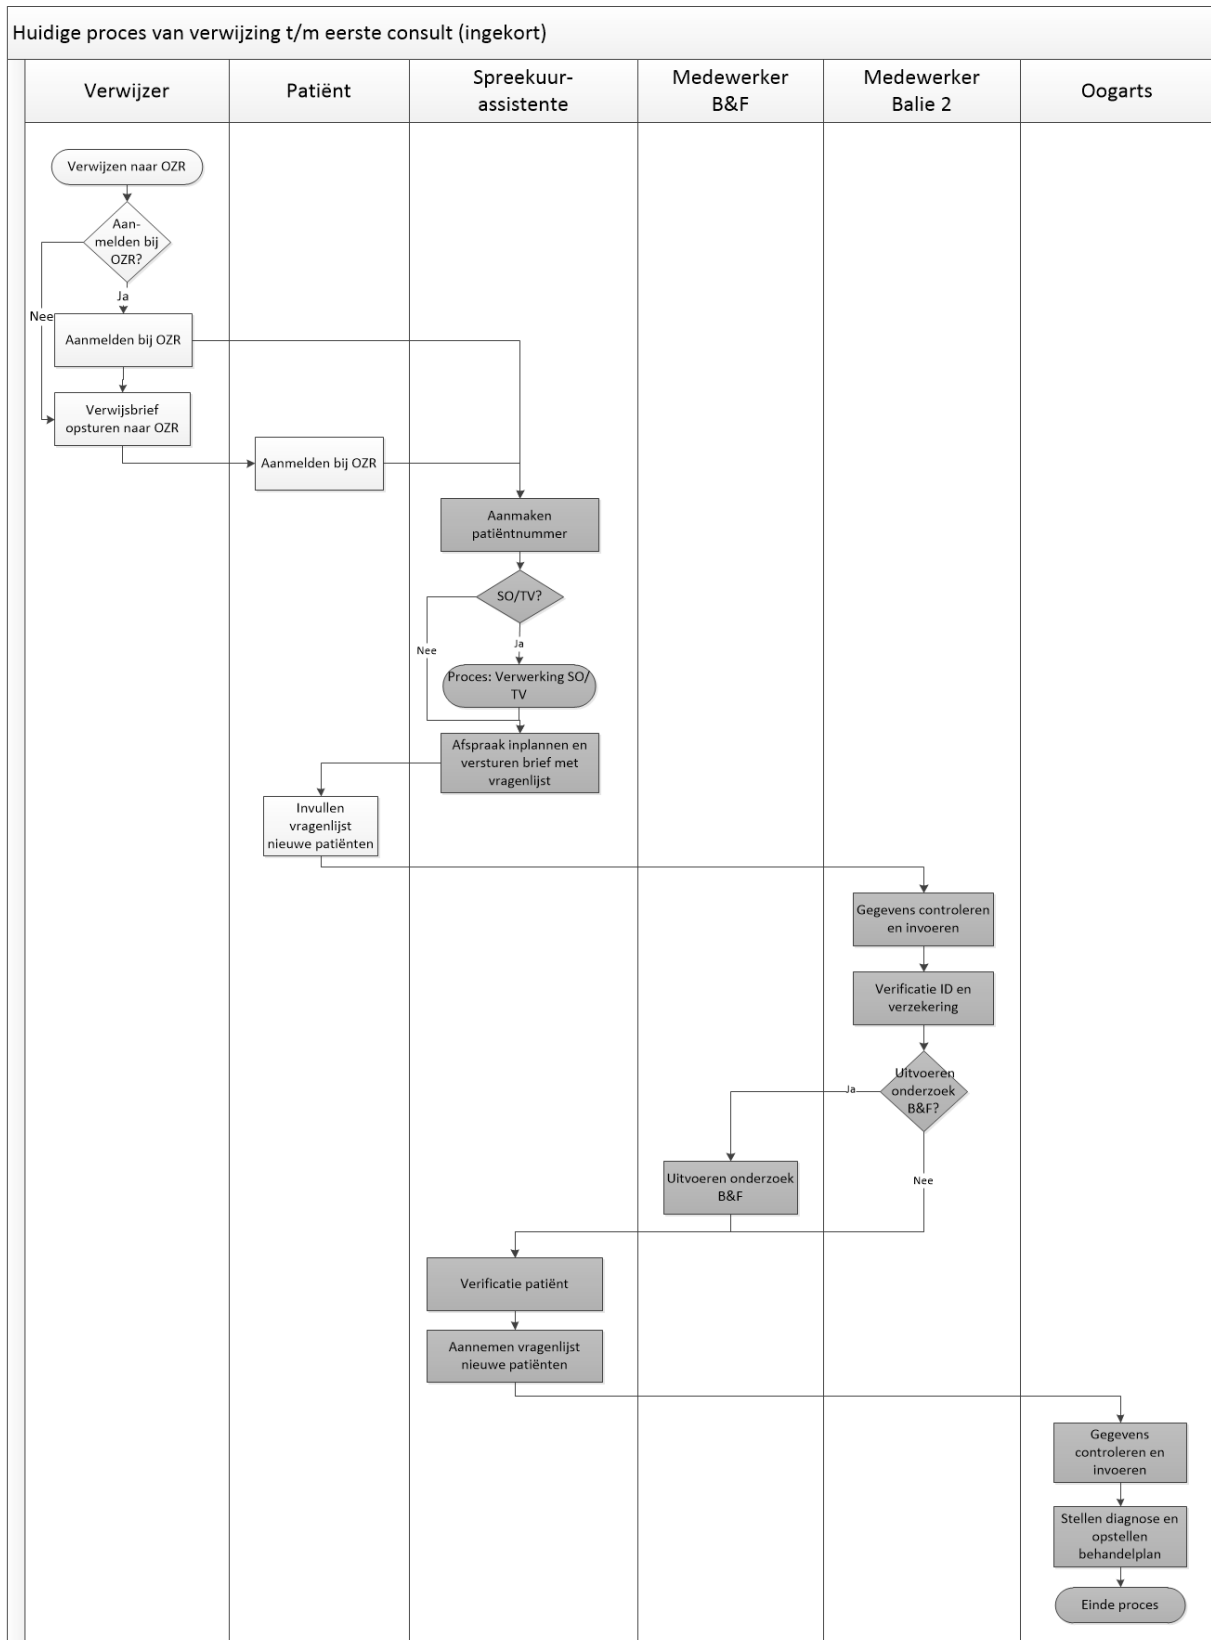 Huidige proces van verwijzing t/m eerste consult (ingekort)
Verwijzer
Patiënt
Spreekuur-
assistente
Medewerker
B&F
Medewerker
Balie 2
Oogarts
Verwijzen naar OZR
Aan-
melden bij
OZR?
Ja
Nee
Aanmelden bij OZR
Verwijsbrief
opsturen naar OZR
Aanmelden bij OZR
Aanmaken
patiëntnummer
SO/TV?
Ja
Nee
Proces: Verwerking SO/
TV
Afspraak inplannen en
versturen brief met
vragenlijst
Invullen
vragenlijst
nieuwe patiënten
Gegevens controleren
en invoeren
Verificatie ID en
verzekering
Uitvoeren
onderzoek
B&F?
Ja
Nee
Uitvoeren onderzoek
B&F
Verificatie patiënt
Aannemen vragenlijst
nieuwe patiënten
Gegevens
controleren en
invoeren
Stellen diagnose en
opstellen
behandelplan
Einde proces